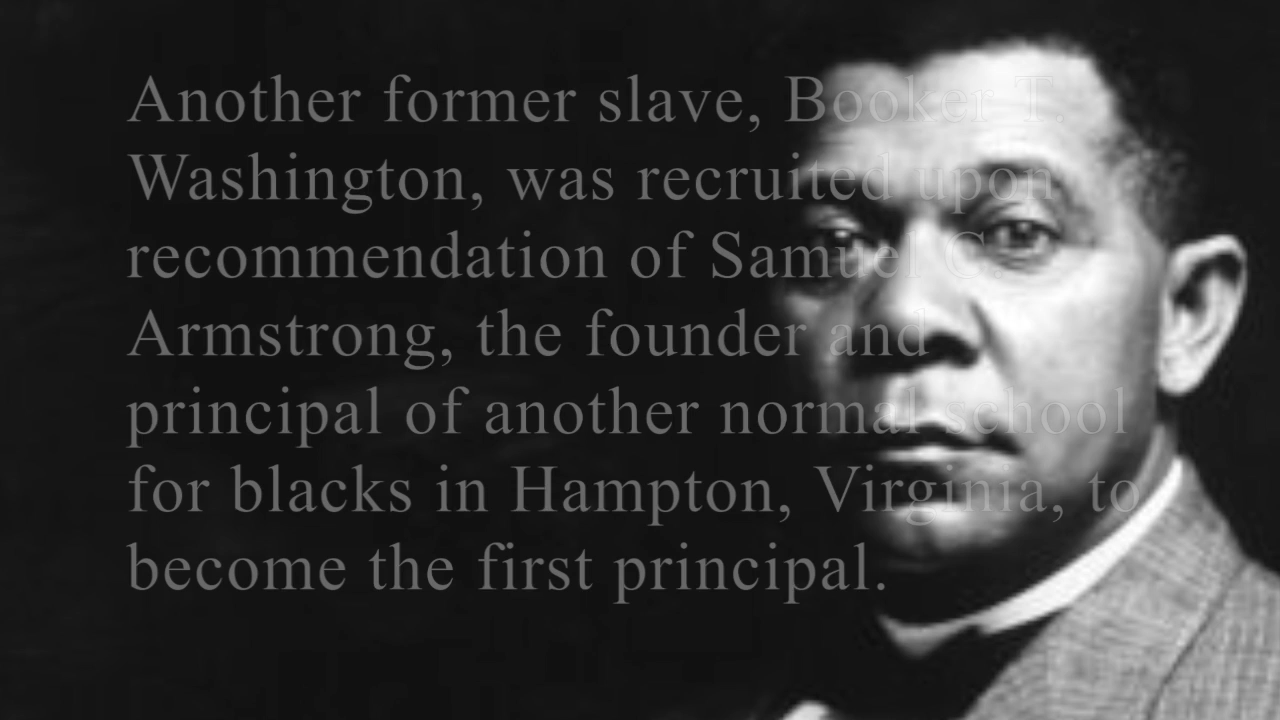 Another former slave, Booker T.
Washington, was recruited upon
recommendation of Samuel C.
Armstrong, the founder and
principal of another normal school
for blacks in Hampton, Virginia, to
become the first principal.